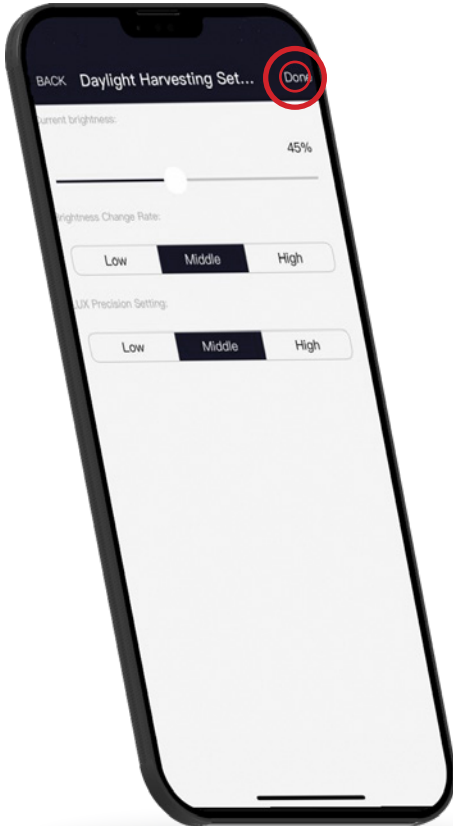 BACK Daylight Harvesting Set... Done
Current brightness:
45%
Brightness Change Rate:
Low Middle High
LUX Precision Setting:
Low Middle High